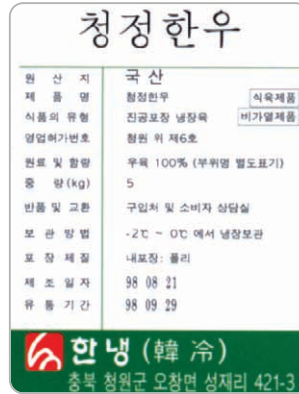 청정한우
원 산 지 국 산
제 품 명 청정한우 식육제품
식품의 유형 진공포장 냉장육 비가열제품
영업허가번호 청원 위 제6호
원료 및 함량 우육 100% (부위명 별도표기)
중 량(kg) 5
반품 및 교환 구입처 및 소비자 상담실
보 관 방 법 -2℃ ~ 0℃ 에서 냉장보관
포 장 재 질 내포장: 폴리
제 조 일 자 98 08 21
유 통 기 간 98 09 29
한냉 (韓 冷)
충북 청원군 오창면 성재리 421-3